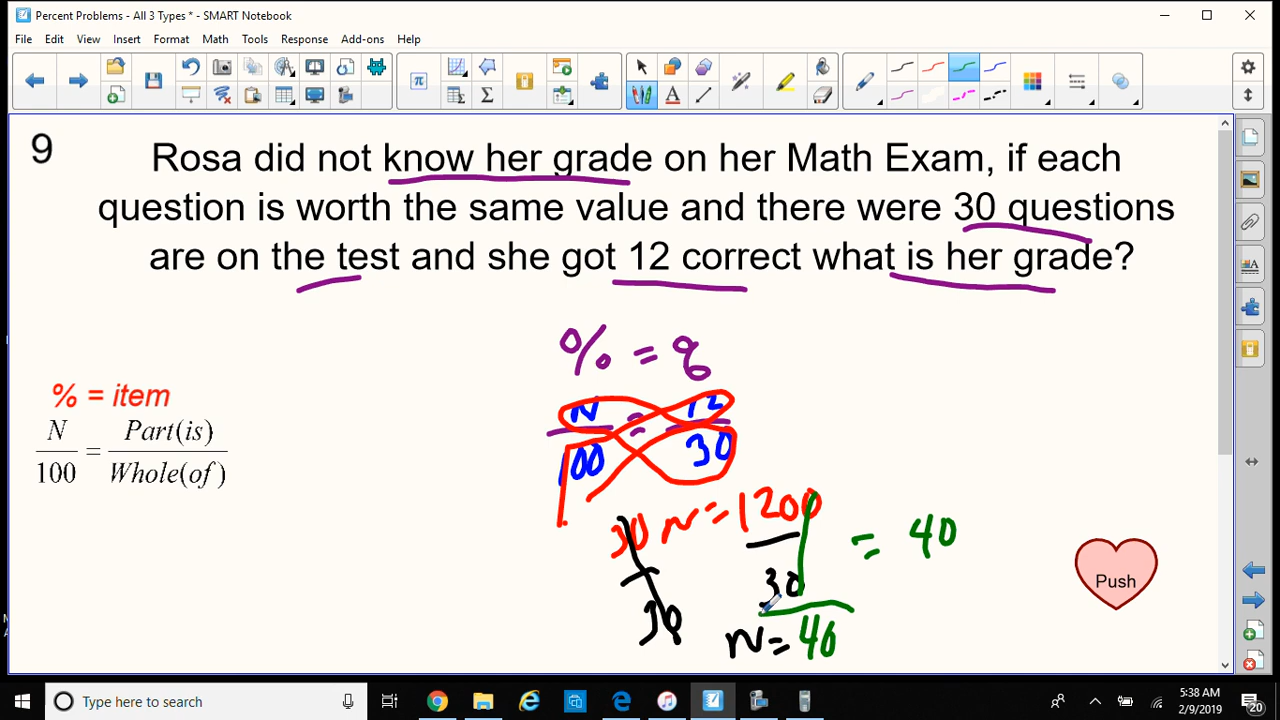 Percent Problems - All 3 Types * - SMART Notebook
File Edit View Insert Format Math Tools Response Add-ons Help
9
Rosa did not know her grade on her Math Exam, if each
question is worth the same value and there were 30 questions
are on the test and she got 12 correct what is her grade?
% = item
N/100 = Part(is)/Whole(of)
% = q
N/100 = 12/30
30 N = 1200
30 30
= 40
N = 40
Push
Type here to search
5:38 AM
2/9/2019
20